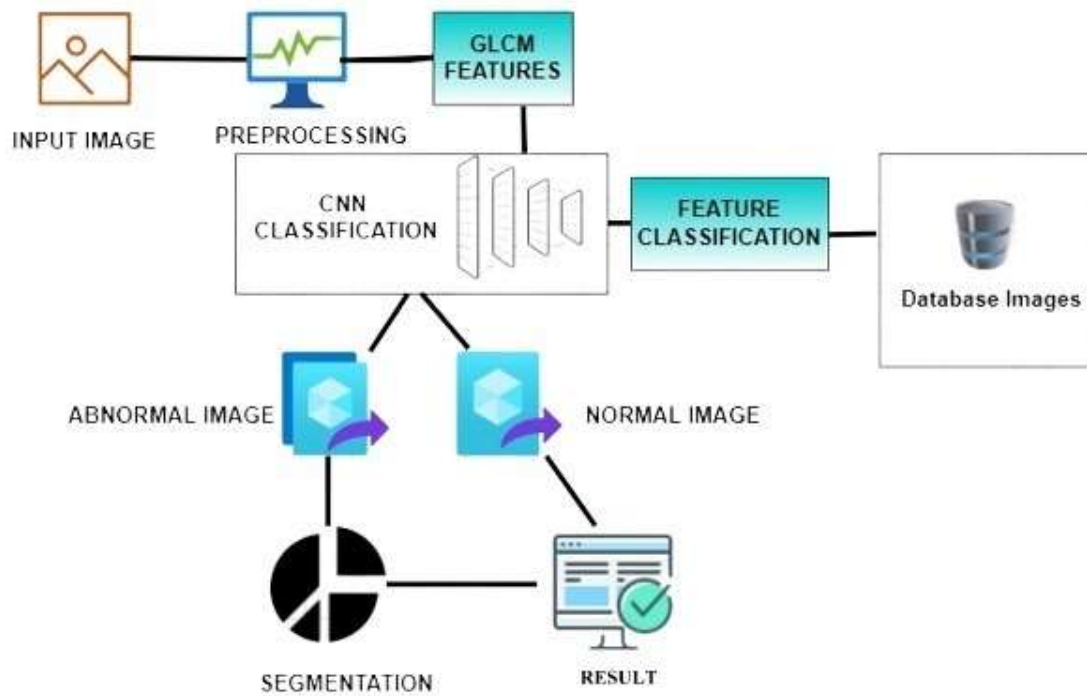 GLCM
FEATURES
INPUT IMAGE
PREPROCESSING
CNN
CLASSIFICATION
FEATURE
CLASSIFICATION
Database Images
ABNORMAL IMAGE
NORMAL IMAGE
SEGMENTATION
RESULT